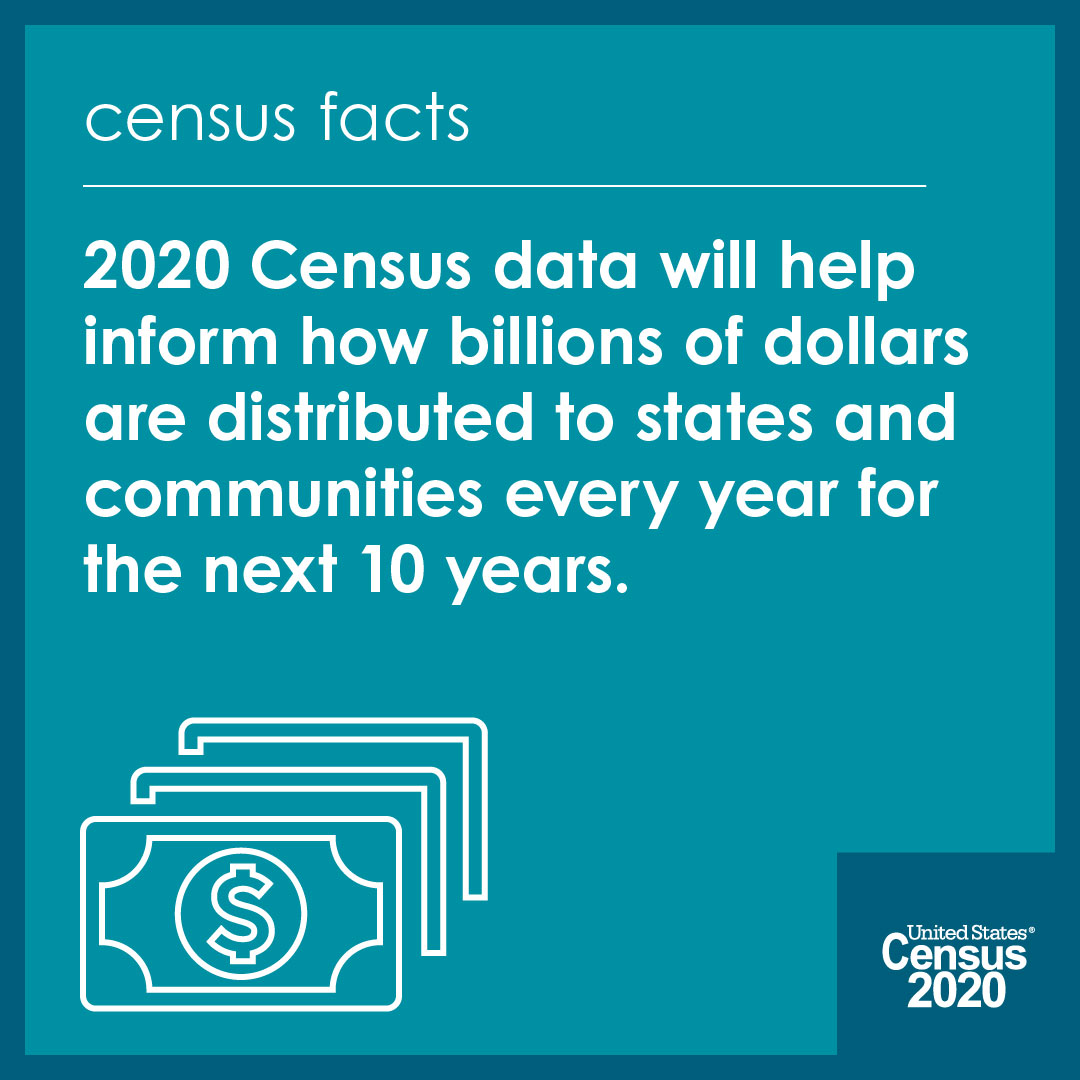 census facts
2020 Census data will help
inform how billions of dollars
are distributed to states and
communities every year for
the next 10 years.
$
United States®
Census
2020